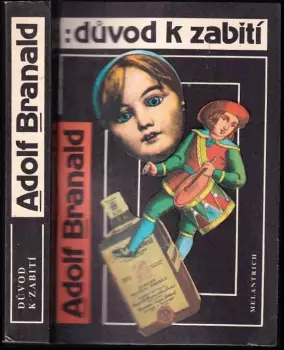 Adolf Branald
DŮVOD
K ZABITÍ
:důvod k zabití
Adolf Branald
MELANTRICH